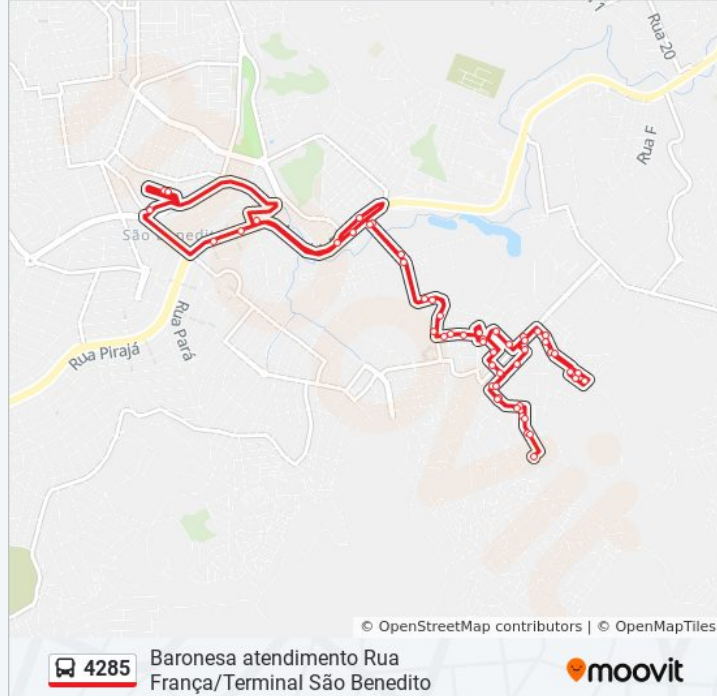 Rua 20
Rua F
São Benedito
Rua Pará
Rua Pirajá
© OpenStreetMap contributors | © OpenMapTiles
4285
Baronesa atendimento Rua
França/Terminal São Benedito
moovit